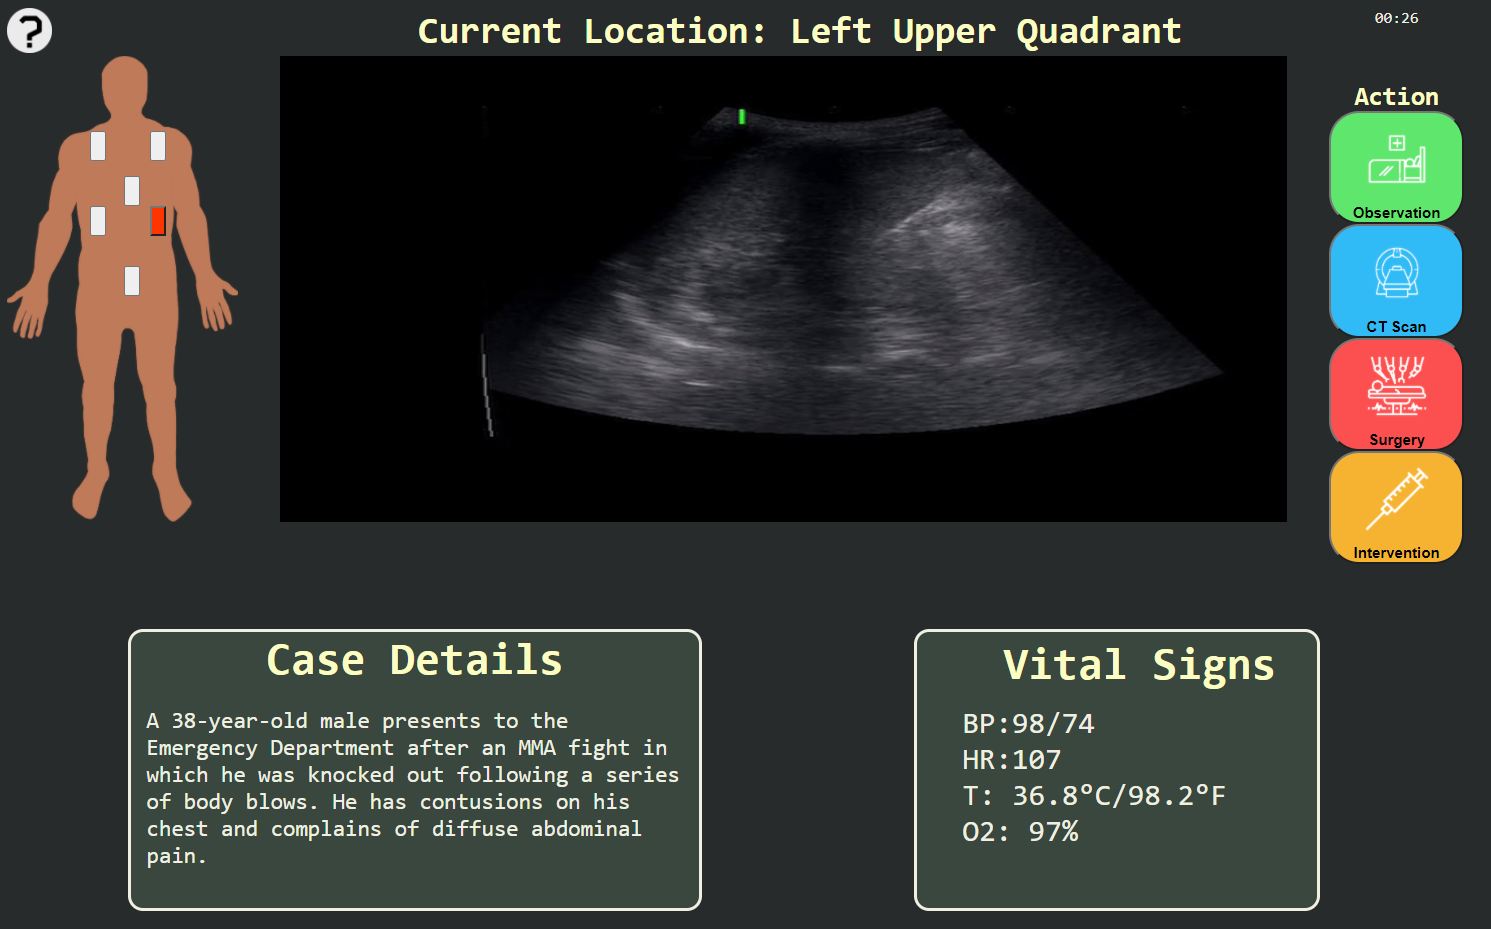 ?
Current Location: Left Upper Quadrant
00:26
Action
Observation
CT Scan
Surgery
Intervention
Case Details
A 38-year-old male presents to the
Emergency Department after an MMA fight in
which he was knocked out following a series
of body blows. He has contusions on his
chest and complains of diffuse abdominal
pain.
Vital Signs
BP:98/74
HR:107
T: 36.8°C/98.2°F
O2: 97%